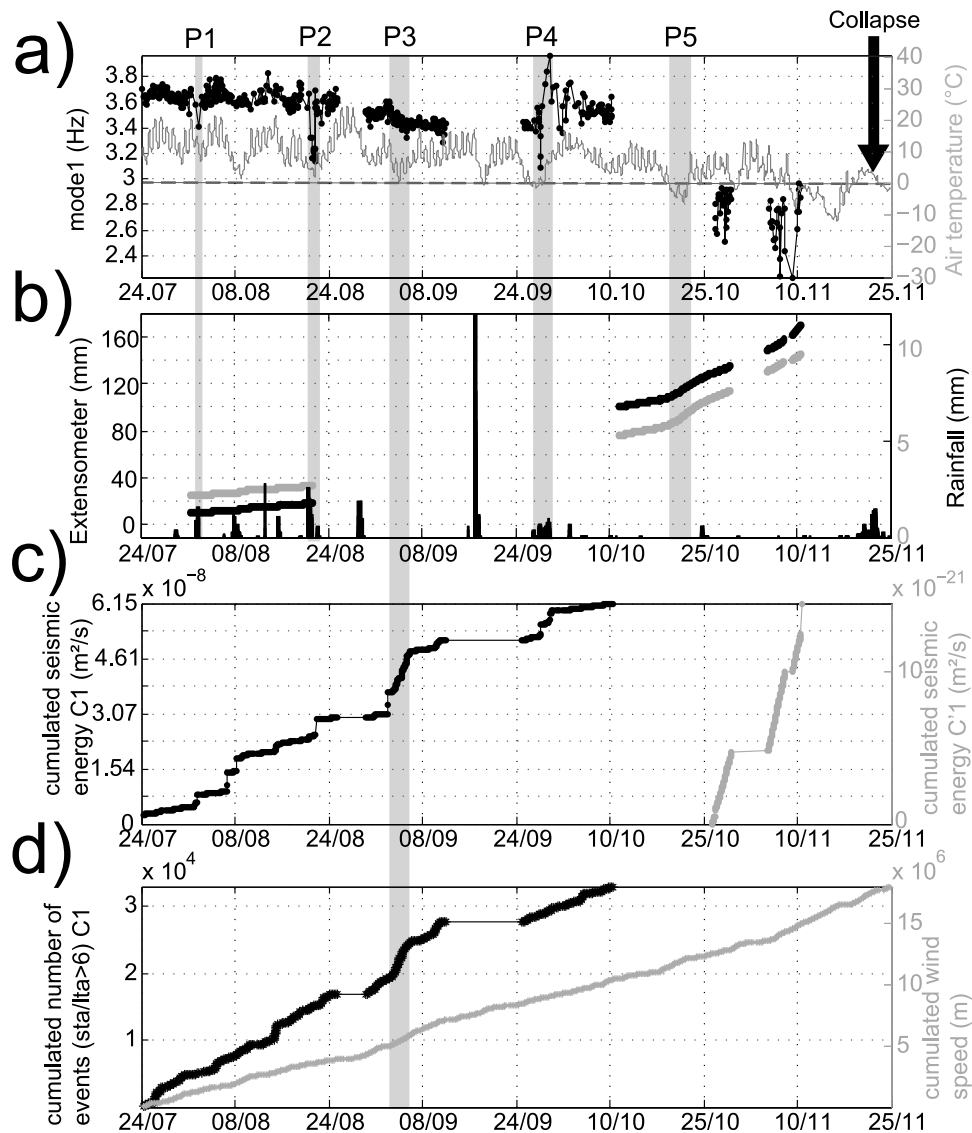 a) P1 P2 P3 P4 P5 Collapse
mode1 (Hz)
3.8
3.6
3.4
3.2
3
2.8
2.6
2.4
40
30
20
10
0
−10
−20
−30
Air temperature (°C)
24.07 08.08 24.08 08.09 24.09 10.10 25.10 10.11 25.11
b)
Extensometer (mm)
160
120
80
40
0
10
5
0
Rainfall (mm)
24/07 08/08 24/08 08/09 24/09 10/10 25/10 10/11 25/11
c)
x 10⁻⁸
cumulated seismic
energy C1 (m²/s)
6.15
4.61
3.07
1.54
0
x 10⁻²¹
10
0
cumulated seismic
energy C'1 (m²/s)
24/07 08/08 24/08 08/09 24/09 10/10 25/10 10/11 25/11
d)
x 10⁴
cumulated number of
events (sta/lta>6) C1
3
2
1
x 10⁶
15
10
5
cumulated wind
speed (m)
24/07 08/08 24/08 08/09 24/09 10/10 25/10 10/11 25/11